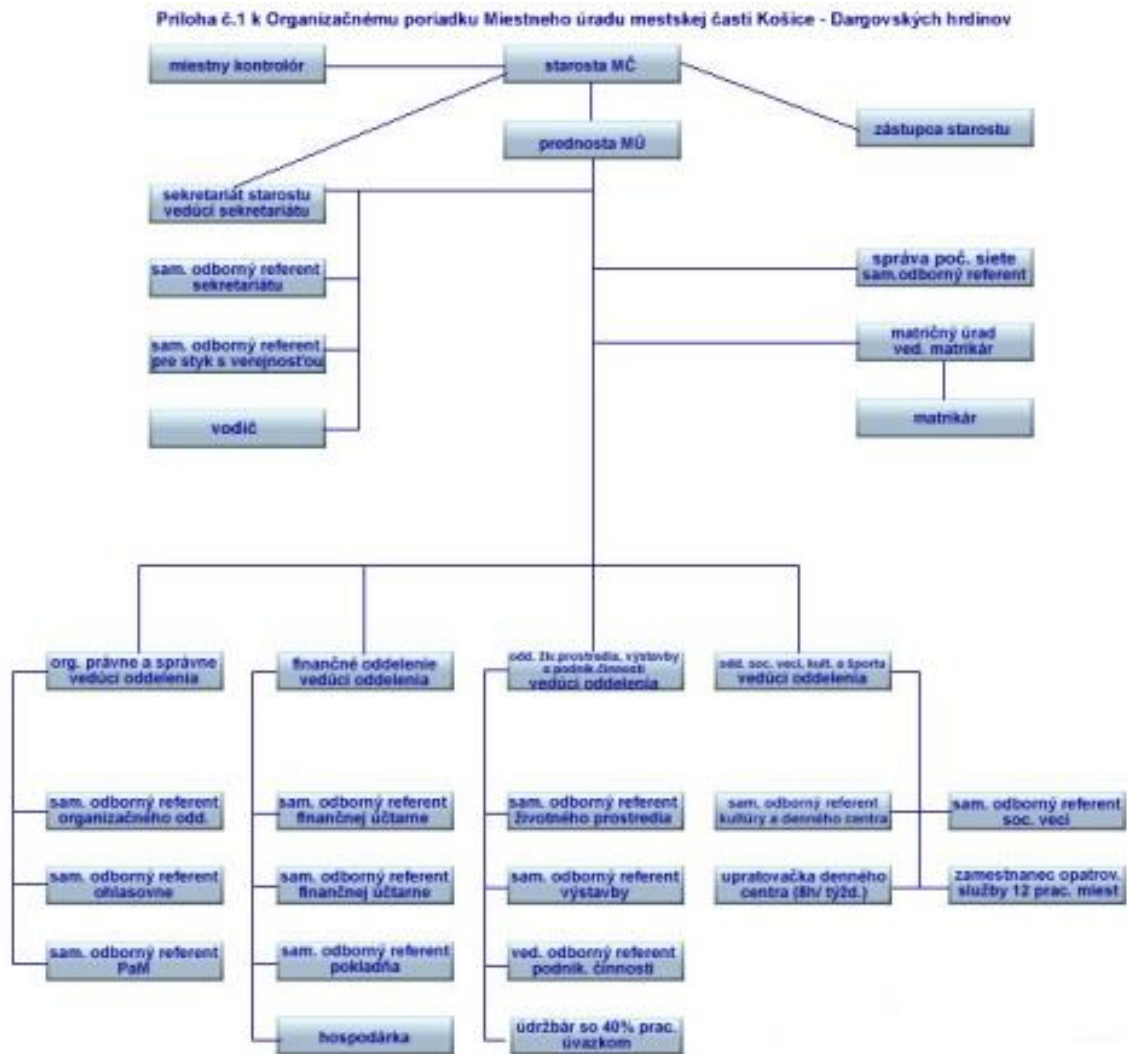 Príloha č.1 k Organizačnému poriadku Miestneho úradu mestskej časti Košice - Dargovských hrdinov
miestny kontrolór
starosta MČ
zástupca starostu
prednosta MÚ
sekretariát starostu
vedúci sekretariátu
sam. odborný referent
sekretariátu
správa poč. siete
sam.odborný referent
sam. odborný referent
pre styk s verejnosťou
matričný úrad
ved. matrikár
vodič
matrikár
org. právne a správne
vedúci oddelenia
finančné oddelenie
vedúci oddelenia
odd. živ.prostredia, výstavby
a podnik.činnosti
vedúci oddelenia
odd. soc. vecí, kult. a športu
vedúci oddelenia
sam. odborný referent
organizačného odd.
sam. odborný referent
finančnej účtarne
sam. odborný referent
životného prostredia
sam. odborný referent
kultúry a denného centra
sam. odborný referent
soc. vecí
sam. odborný referent
ohlasovne
sam. odborný referent
finančnej účtarne
sam. odborný referent
výstavby
upratovačka denného
centra (8h/ týžd.)
zamestnanec opatrov.
služby 12 prac. miest
sam. odborný referent
PaM
sam. odborný referent
pokladňa
ved. odborný referent
podnik. činnosti
hospodárka
údržbár so 40% prac.
úväzkom